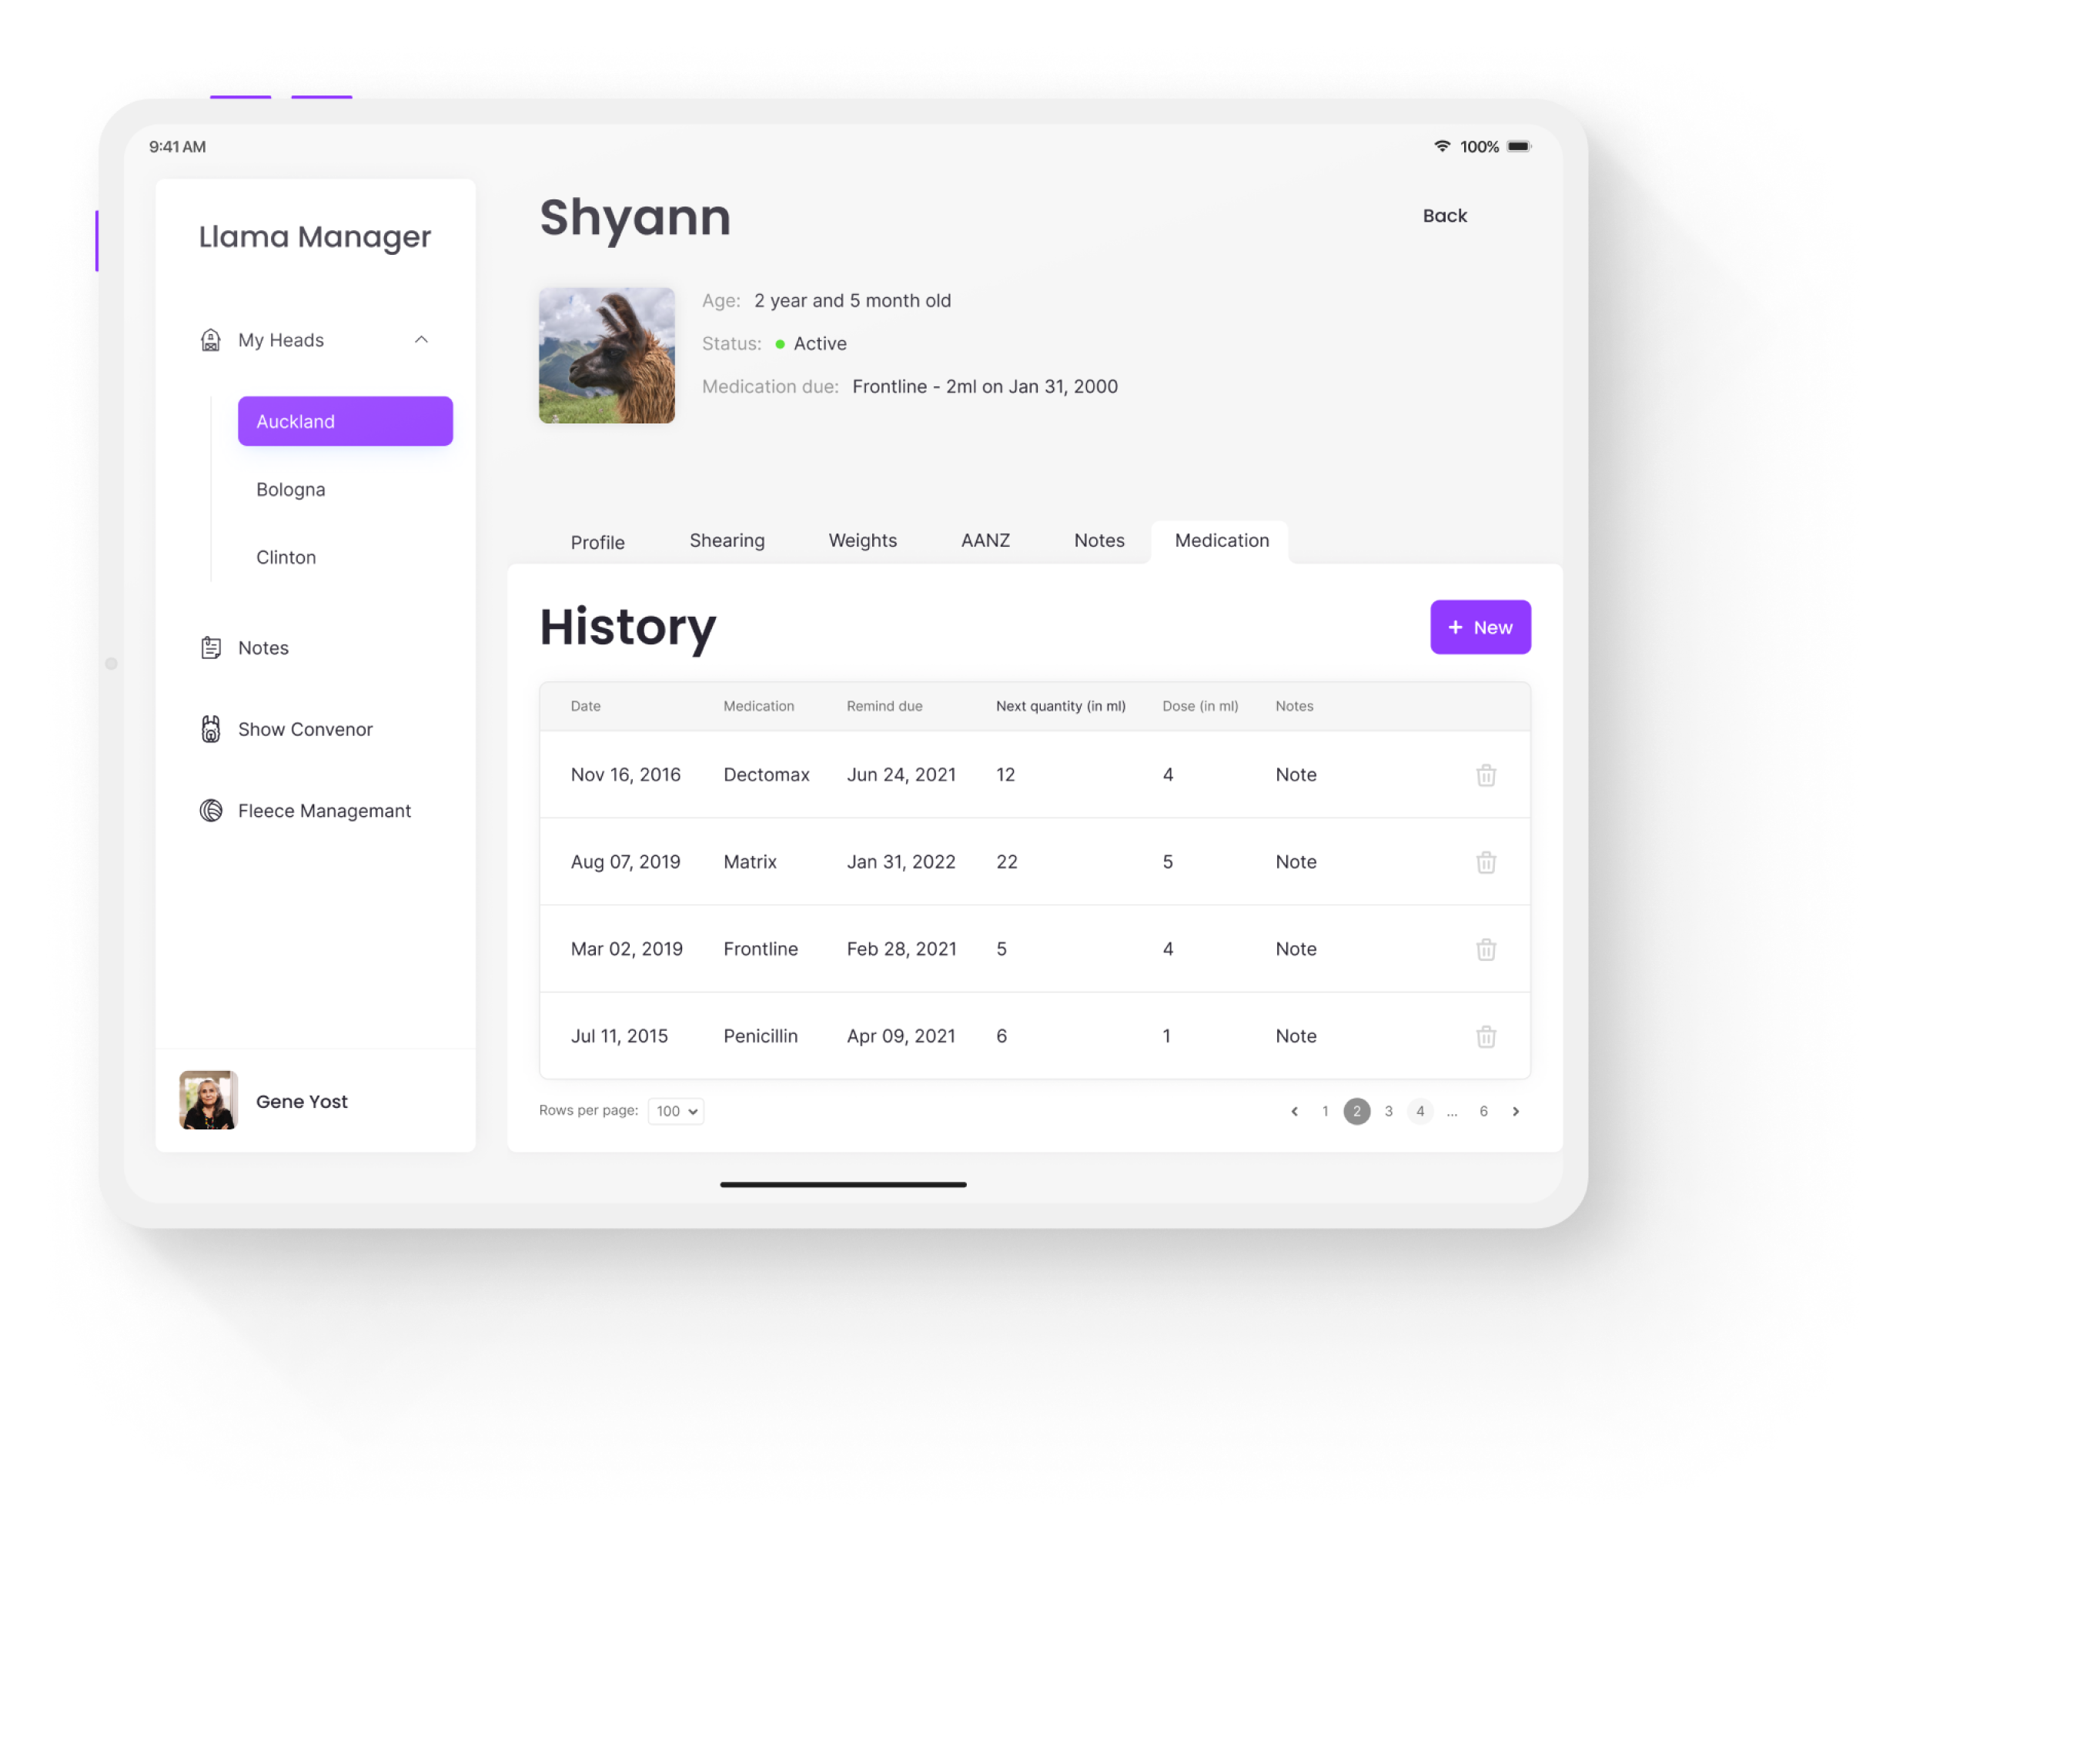 9:41 AM
100%
Llama Manager
My Heads
Auckland
Bologna
Clinton
Notes
Show Convenor
Fleece Managemant
Gene Yost
Shyann
Back
Age: 2 year and 5 month old
Status: Active
Medication due: Frontline - 2ml on Jan 31, 2000
Profile Shearing Weights AANZ Notes Medication
History
+ New
Date Medication Remind due Next quantity (in ml) Dose (in ml) Notes
Nov 16, 2016 Dectomax Jun 24, 2021 12 4 Note
Aug 07, 2019 Matrix Jan 31, 2022 22 5 Note
Mar 02, 2019 Frontline Feb 28, 2021 5 4 Note
Jul 11, 2015 Penicillin Apr 09, 2021 6 1 Note
Rows per page: 100
1 2 3 4 ... 6